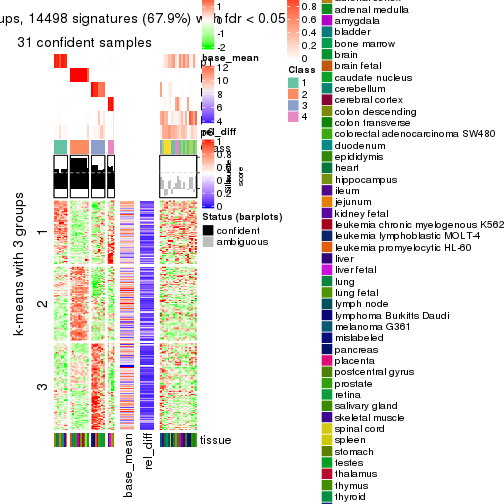 ups, 14498 signatures (67.9%) with fdr < 0.05
31 confident samples
1
-1
-2
base_mean
12
10
8
6
4
rel_diff
1
0.8
0.6
0.4
0.2
0
0.8
0.6
0.4
0.2
0
Class
1
2
3
4
Silhouette
score
Status (barplots)
confident
ambiguous
k-means with 3 groups
1
2
3
tissue
base_mean
rel_diff
adrenal medulla
amygdala
bladder
bone marrow
brain
brain fetal
caudate nucleus
cerebellum
cerebral cortex
colon descending
colon transverse
colorectal adenocarcinoma SW480
duodenum
epididymis
heart
hippocampus
ileum
jejunum
kidney fetal
leukemia chronic myelogenous K562
leukemia lymphoblastic MOLT-4
leukemia promyelocytic HL-60
liver
liver fetal
lung
lung fetal
lymph node
lymphoma Burkitts Daudi
melanoma G361
mislabeled
pancreas
placenta
postcentral gyrus
prostate
retina
salivary gland
skeletal muscle
spinal cord
spleen
stomach
testes
thalamus
thymus
thyroid